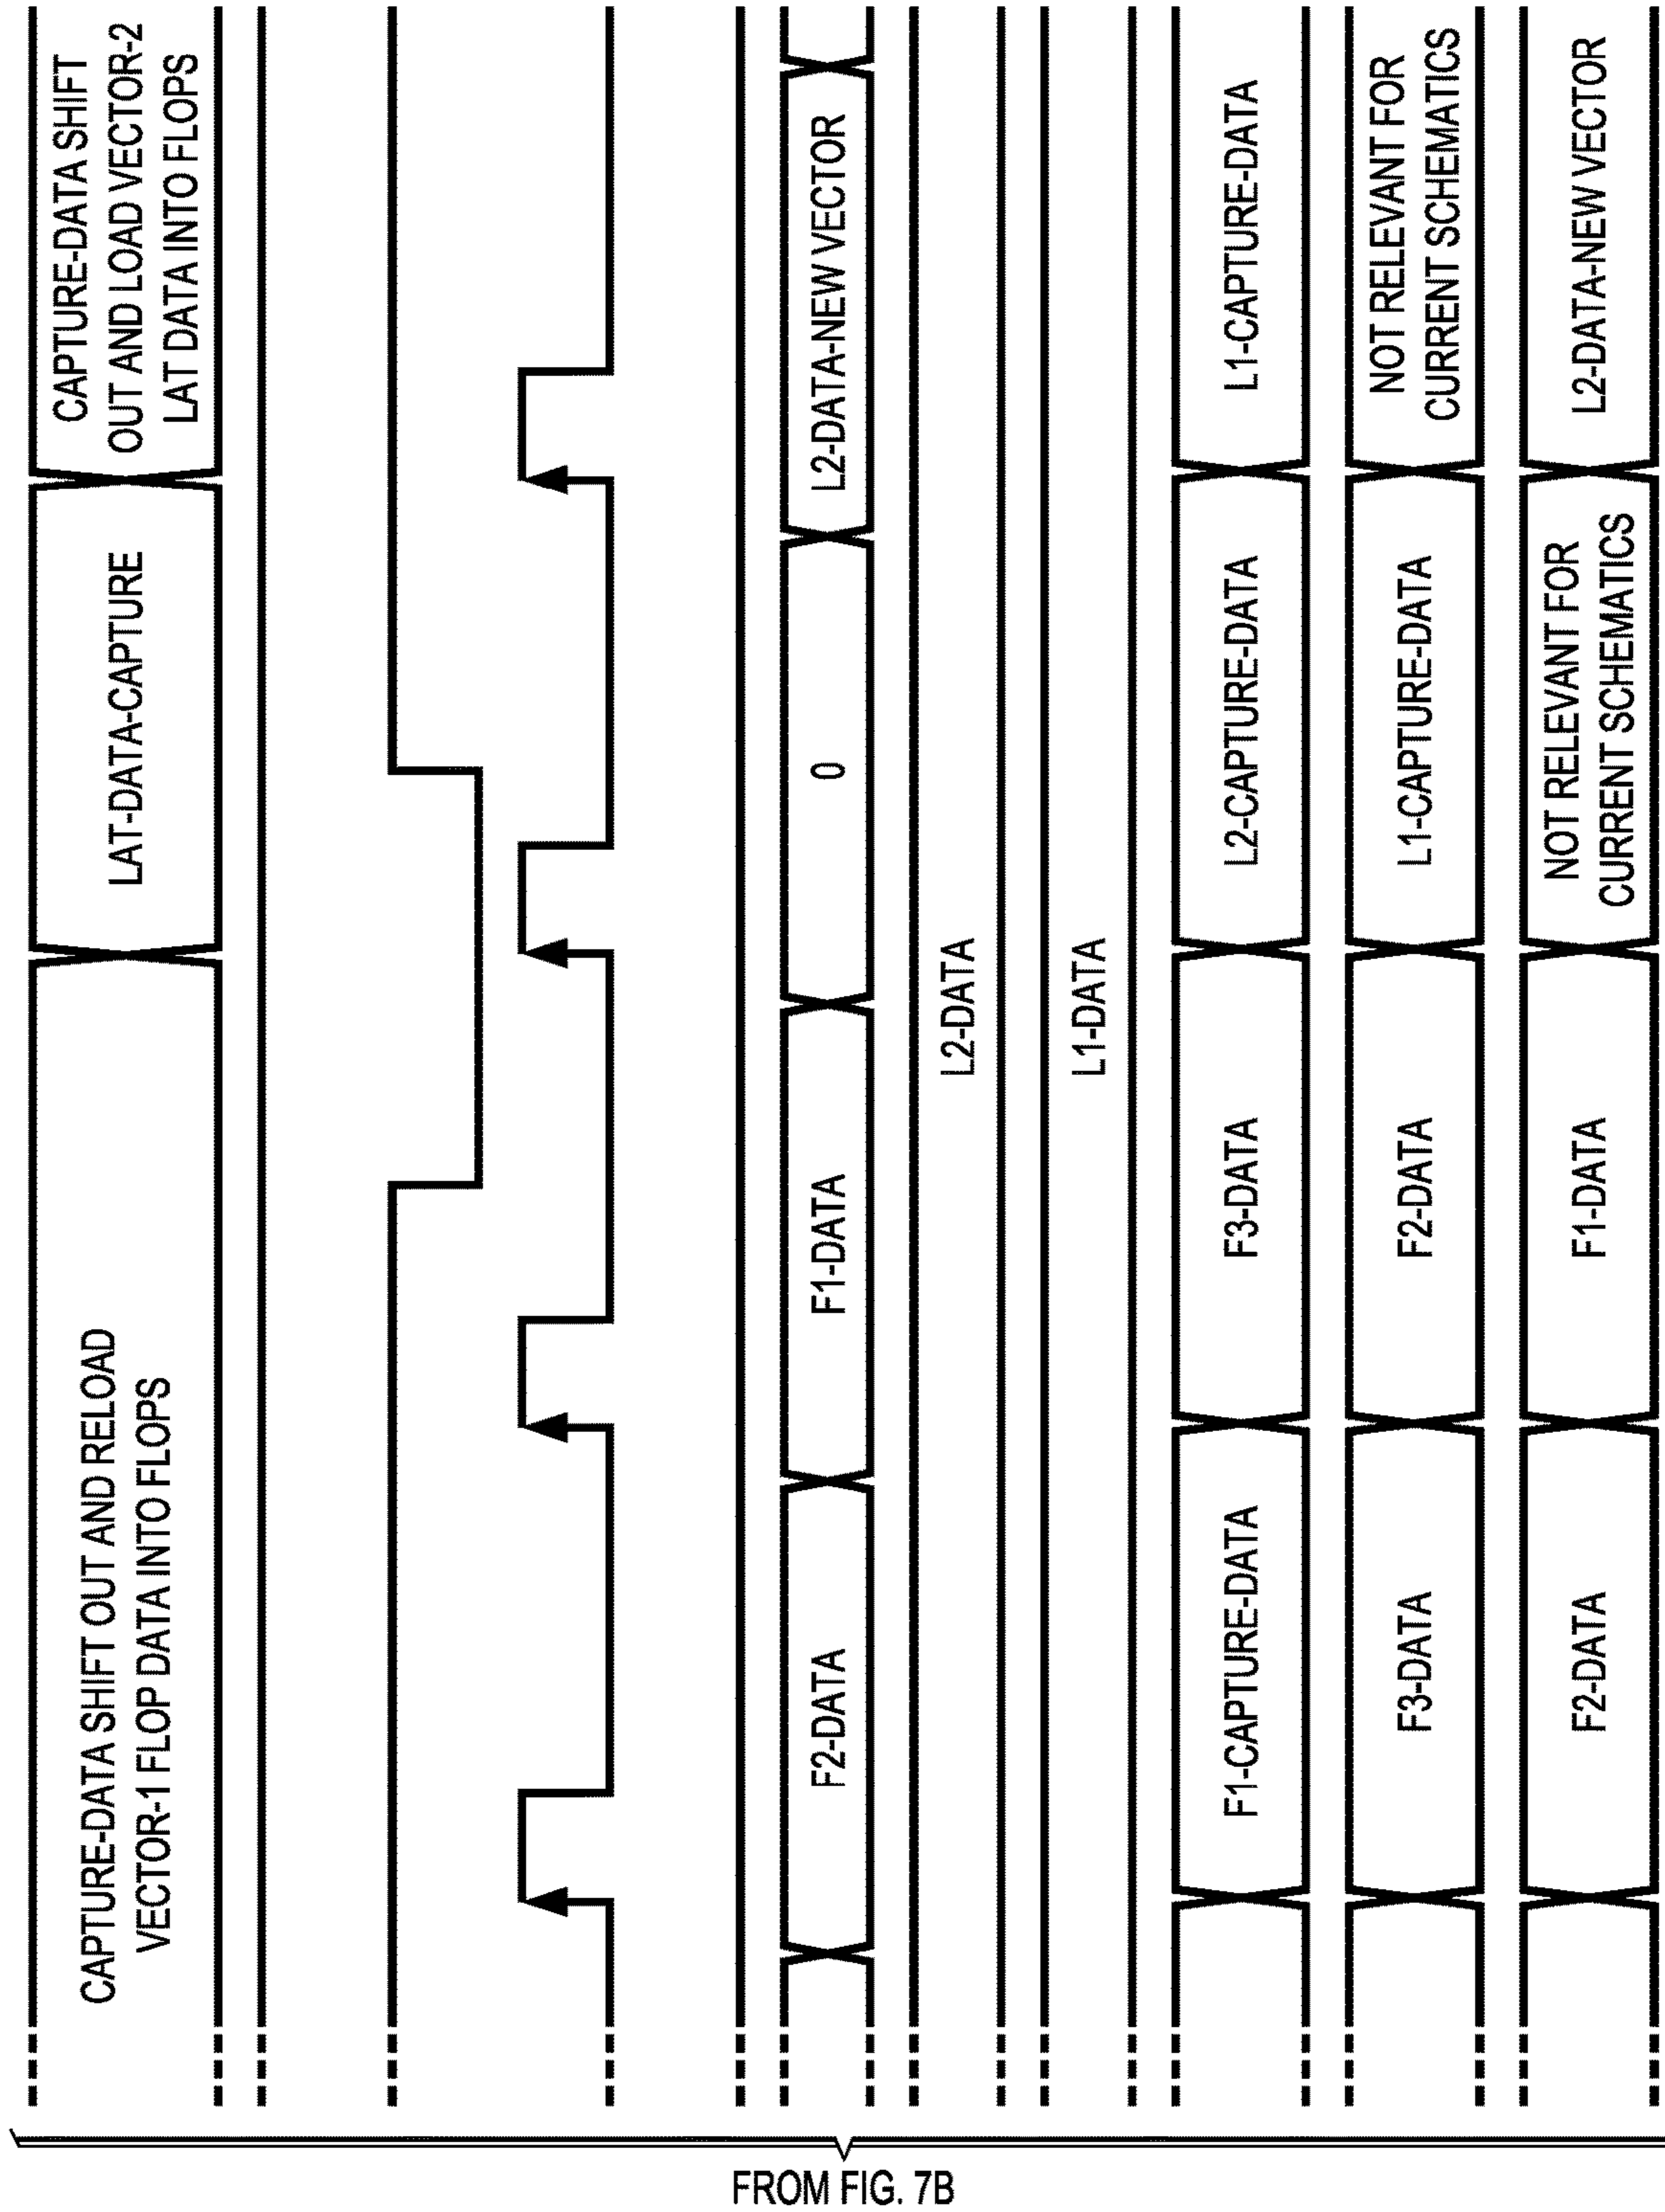 CAPTURE-DATA SHIFT OUT AND RELOAD
VECTOR-1 FLOP DATA INTO FLOPS
LAT-DATA-CAPTURE
CAPTURE-DATA SHIFT
OUT AND LOAD VECTOR-2
LAT DATA INTO FLOPS
F2-DATA
F1-DATA
0
L2-DATA-NEW VECTOR
L2-DATA
L1-DATA
F1-CAPTURE-DATA
F3-DATA
L2-CAPTURE-DATA
L1-CAPTURE-DATA
F3-DATA
F2-DATA
L1-CAPTURE-DATA
NOT RELEVANT FOR
CURRENT SCHEMATICS
F2-DATA
F1-DATA
NOT RELEVANT FOR
CURRENT SCHEMATICS
L2-DATA-NEW VECTOR
FROM FIG. 7B